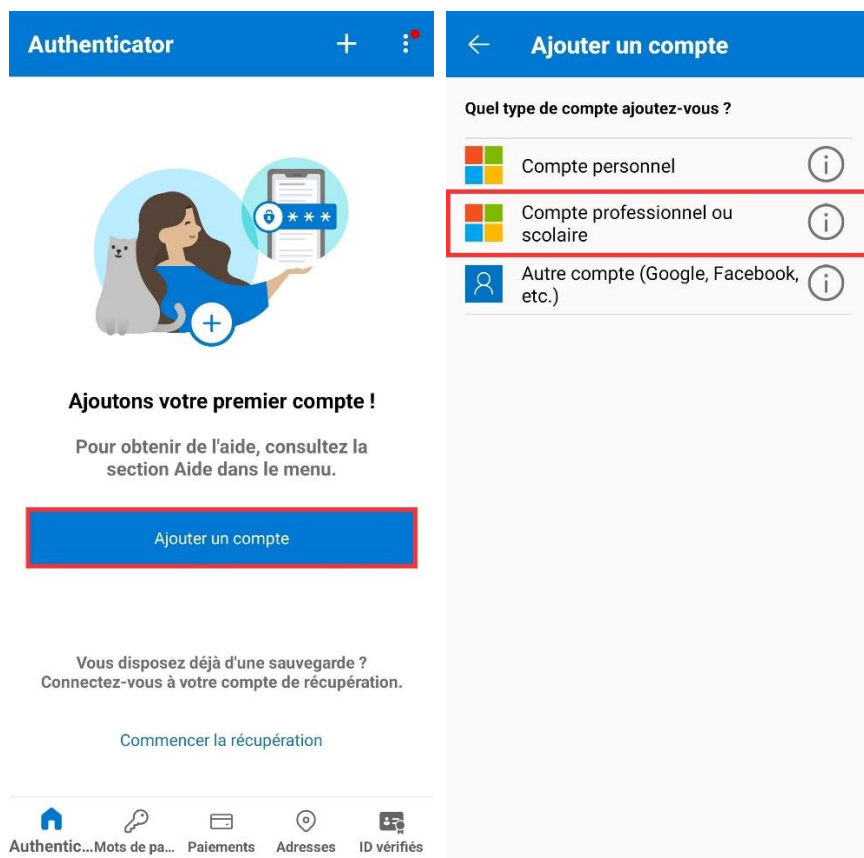 Authenticator
* * *
Ajoutons votre premier compte !
Pour obtenir de l'aide, consultez la
section Aide dans le menu.
Ajouter un compte
Vous disposez déjà d'une sauvegarde ?
Connectez-vous à votre compte de récupération.
Commencer la récupération
Authentic...
Mots de pa...
Paiements
Adresses
ID vérifiés
Ajouter un compte
Quel type de compte ajoutez-vous ?
Compte personnel
Compte professionnel ou
scolaire
Autre compte (Google, Facebook,
etc.)